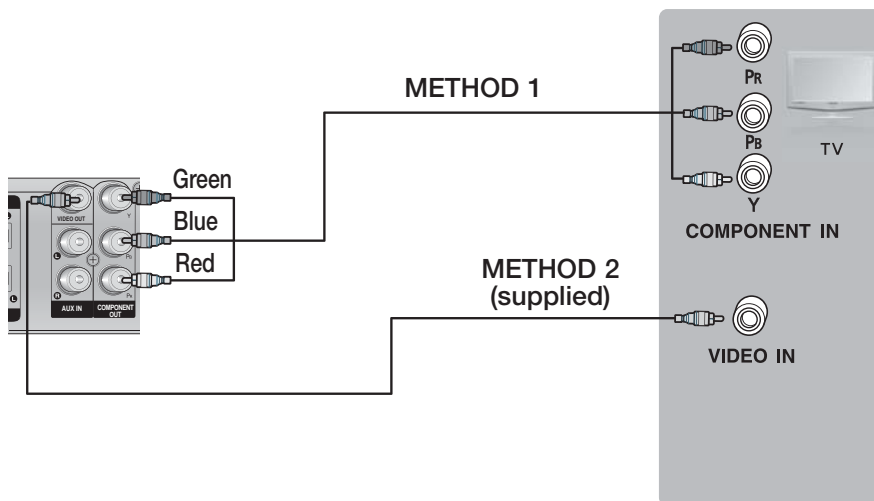 METHOD 1
PR
PB
TV
Y
COMPONENT IN
Green
Blue
Red
VIDEO OUT
Y
PB
PR
L
R
AUX IN
COMPONENT
OUT
L
METHOD 2
(supplied)
VIDEO IN